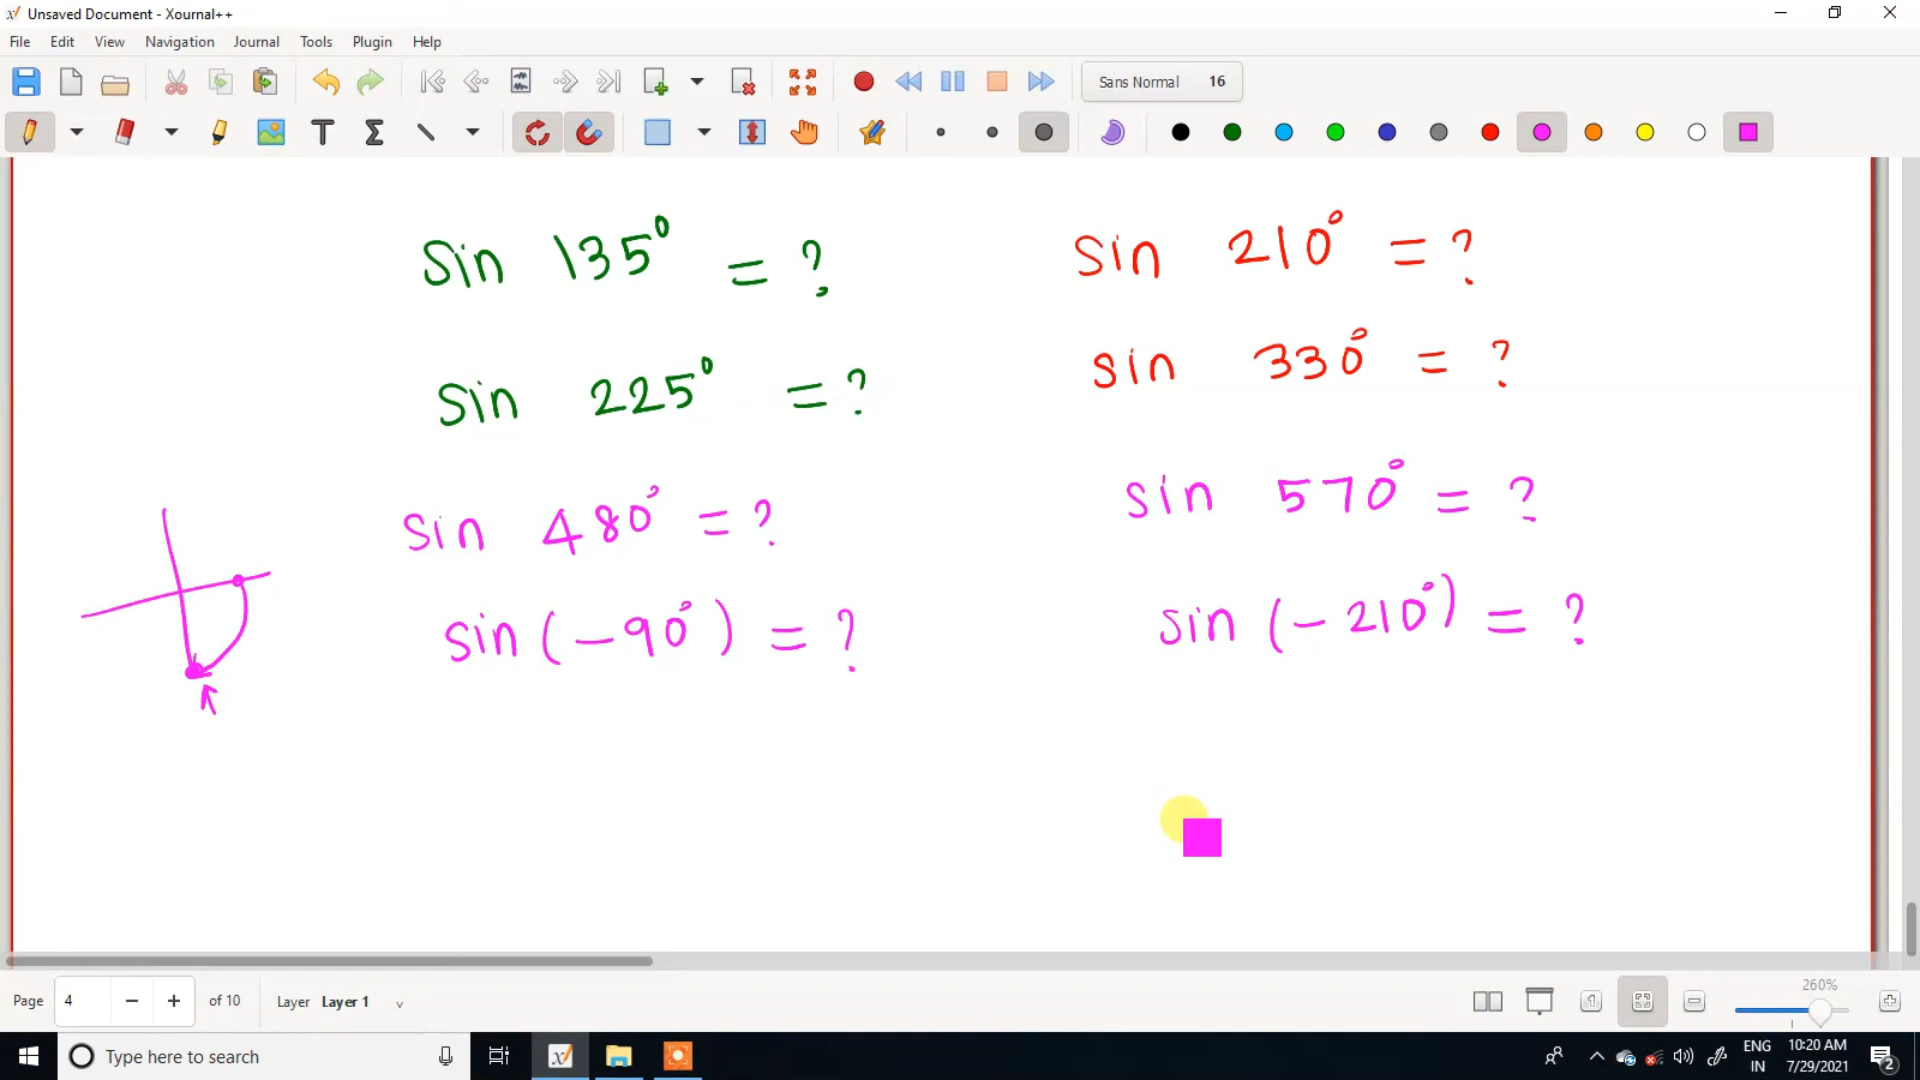 Unsaved Document - Xournal++
File Edit View Navigation Journal Tools Plugin Help
Sans Normal 16
sin 135° = ?
sin 210° = ?
sin 225° = ?
sin 330° = ?
sin 480° = ?
sin 570° = ?
sin (-90°) = ?
sin (-210°) = ?
Page 4 of 10 Layer Layer 1
260%
Type here to search
ENG
IN
10:20 AM
7/29/2021
2